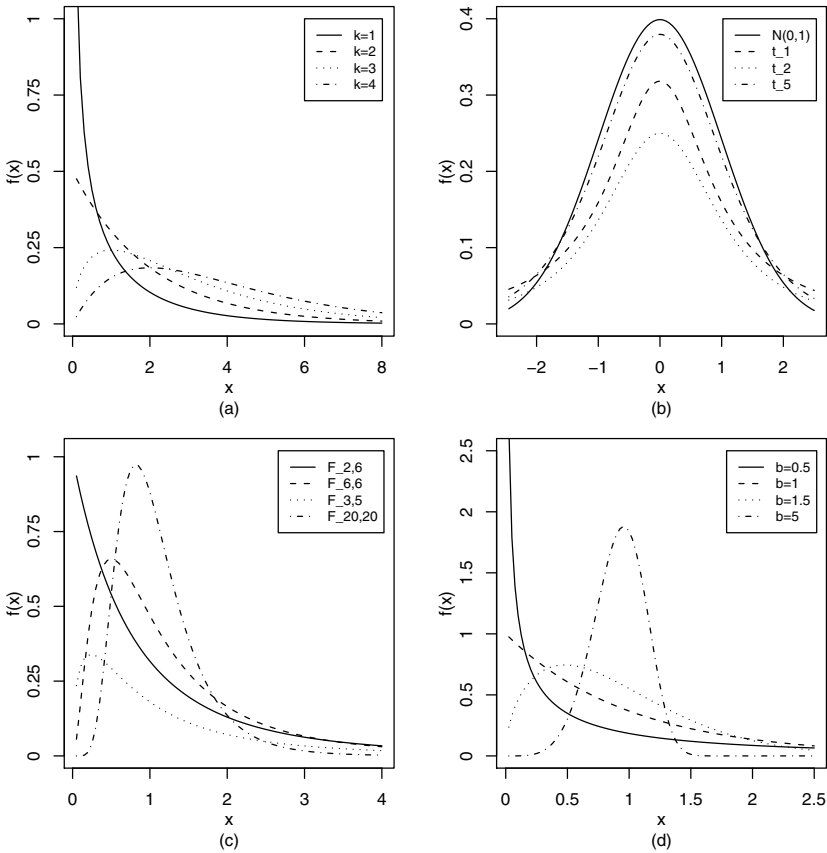 k=1
k=2
k=3
k=4
1
0.75
0.5
0.25
0
f(x)
0 2 4 6 8
x
(a)
N(0,1)
t_1
t_2
t_5
0.4
0.3
0.2
0.1
0
f(x)
−2 −1 0 1 2
x
(b)
F_2,6
F_6,6
F_3,5
F_20,20
1
0.75
0.5
0.25
0
f(x)
0 1 2 3 4
x
(c)
b=0.5
b=1
b=1.5
b=5
2.5
2
1.5
1
0.5
0
f(x)
0 0.5 1 1.5 2 2.5
x
(d)